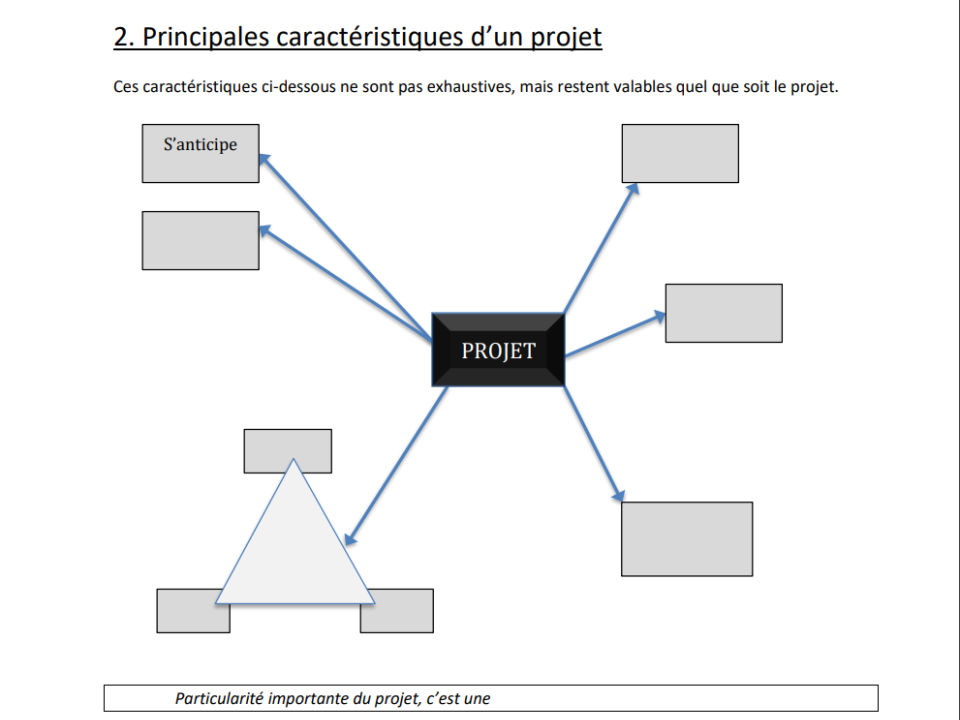 2. Principales caractéristiques d’un projet
Ces caractéristiques ci-dessous ne sont pas exhaustives, mais restent valables quel que soit le projet.
S’anticipe
PROJET
Particularité importante du projet, c’est une